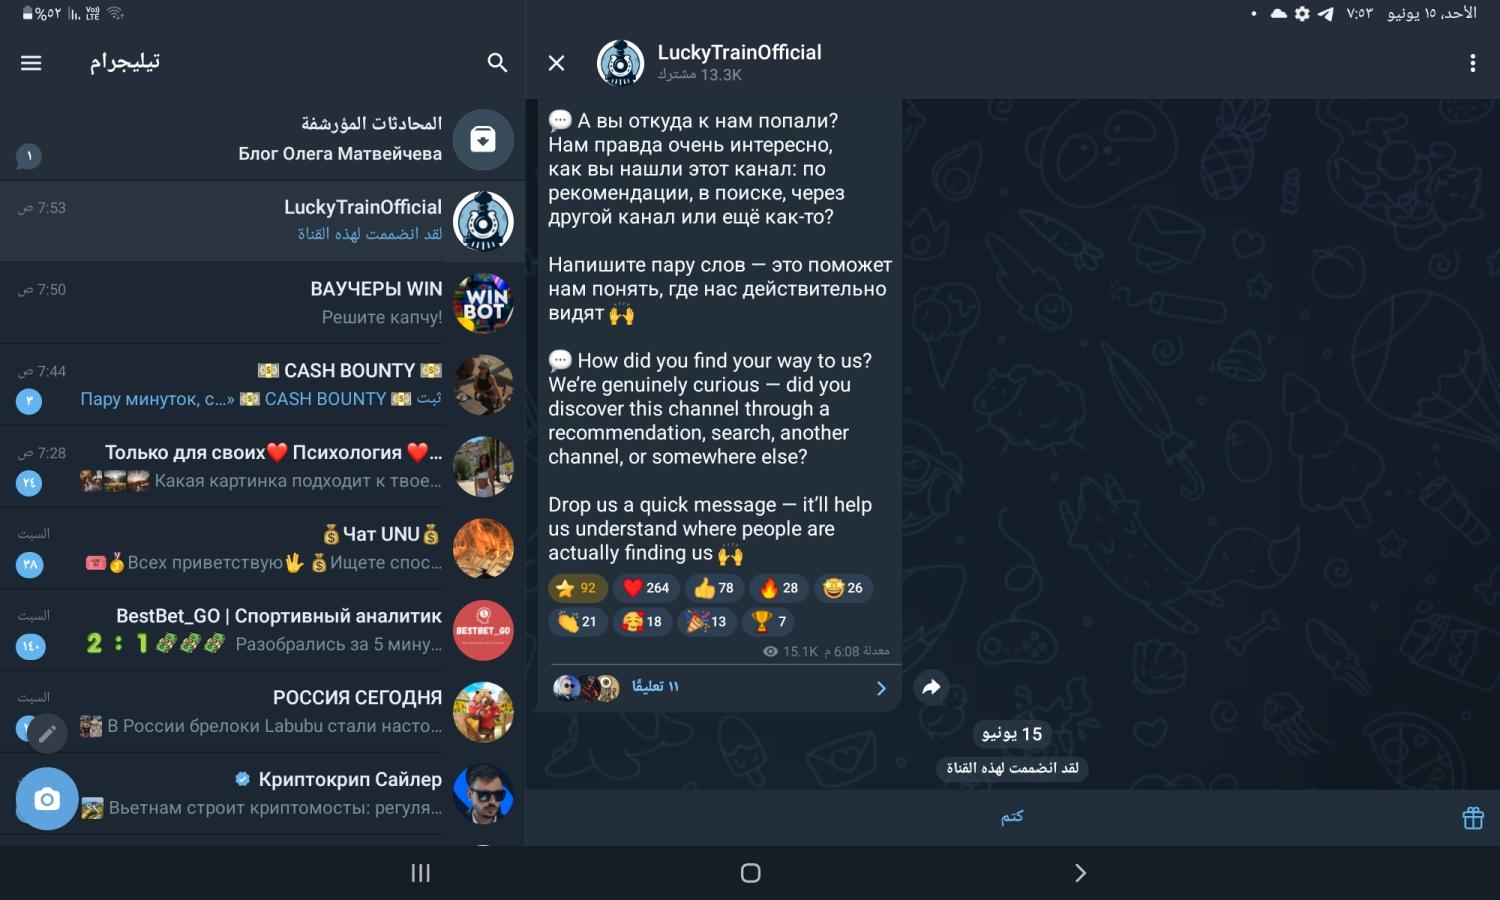 %٥٢
Vo))
LTE
الأحد، ١٥ يونيو ٧:٥٣
تيليجرام
المحادثات المؤرشفة
Блог Олега Матвейчева
١
LuckyTrainOfficial
7:53 ص
لقد انضممت لهذه القناة
ВАУЧЕРЫ WIN
7:50 ص
Решите капчу!
WIN
BOT
💵 CASH BOUNTY 💵
7:44 ص
ثبت «Пару минуток, с... 💵 CASH BOUNTY 💵
٣
Только для своих❤️ Психология ❤️...
7:28 ص
Какая картинка подходит к твое...
٢٤
💰Чат UNU💰
السبت
🎟️🏅Всех приветствую🖖 💰Ищете спос...
٣٨
BestBet_GO | Спортивный аналитик
السبت
2 : 1💸💸💸 Разобрались за 5 мину...
١٤٠
BESTBET_GO
РОССИЯ СЕГОДНЯ
السبت
В России брелоки Labubu стали насто...
Криптокрип Сайлер
Вьетнам строит криптомосты: регуля...
LuckyTrainOfficial
13.3K مشترك
💬 А вы откуда к нам попали?
Нам правда очень интересно,
как вы нашли этот канал: по
рекомендации, в поиске, через
другой канал или ещё как-то?
Напишите пару слов — это поможет
нам понять, где нас действительно
видят 🙌
💬 How did you find your way to us?
We're genuinely curious — did you
discover this channel through a
recommendation, search, another
channel, or somewhere else?
Drop us a quick message — it'll help
us understand where people are
actually finding us 🙌
⭐ 92 ❤️ 264 👍 78 🔥 28 🤩 26
👏 21 🥰 18 🎉 13 🏆 7
15.1K معدلة 6:08 م
١١ تعليقًا
15 يونيو
لقد انضممت لهذه القناة
كتم